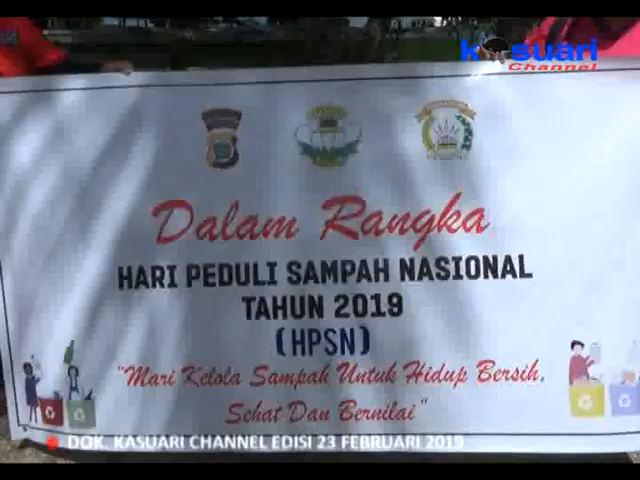 Kasuari
Channel
Dalam Rangka
HARI PEDULI SAMPAH NASIONAL
TAHUN 2019
(HPSN)
"Mari Kelola Sampah Untuk Hidup Bersih,
Sehat Dan Bernilai"
DOK. KASUARI CHANNEL EDISI 23 FEBRUARI 2019